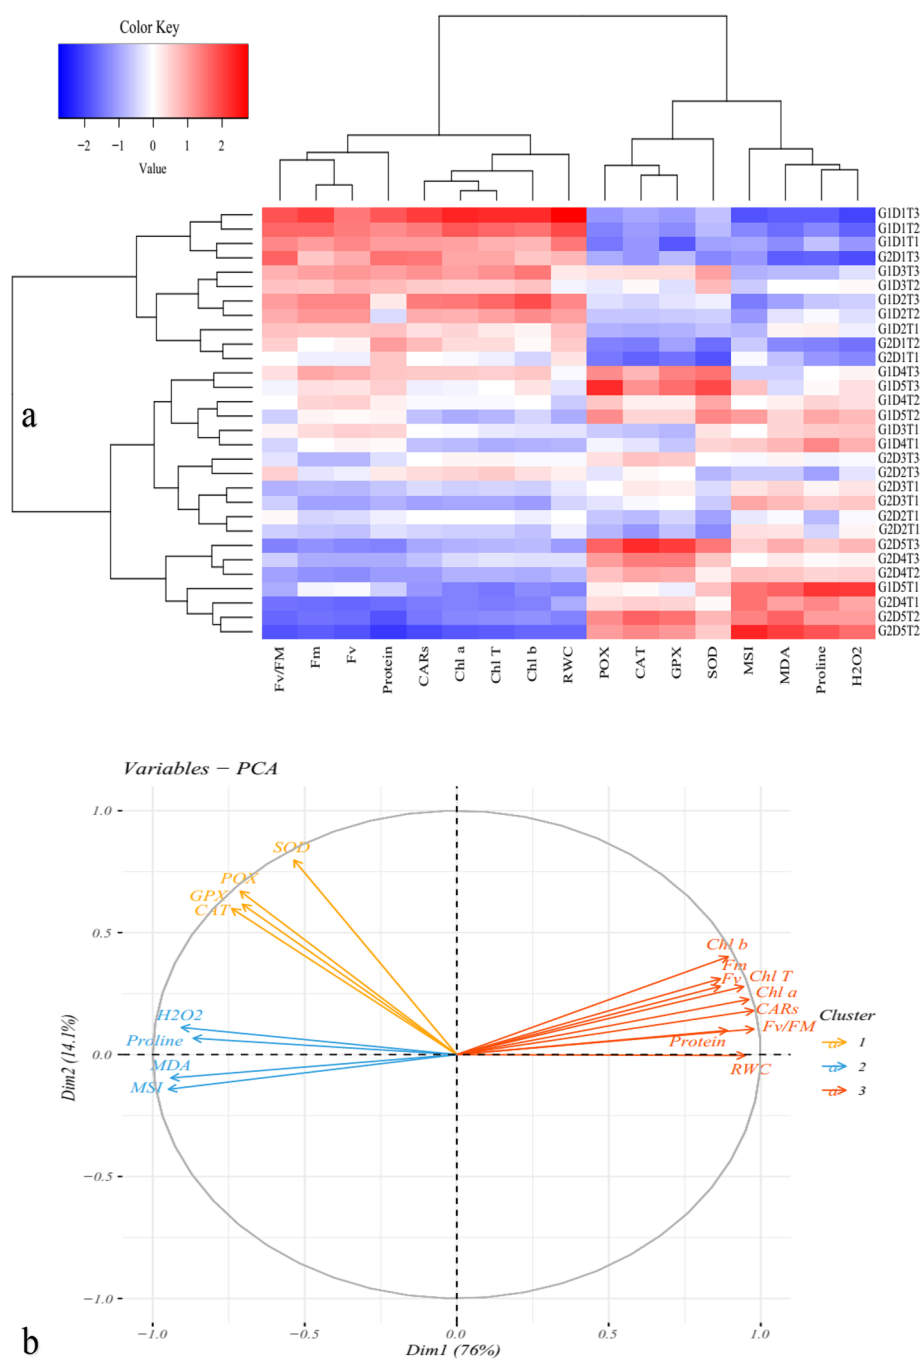 Color Key
−2 −1 0 1 2
Value
a
G1D1T3
G1D1T2
G1D1T1
G2D1T3
G1D3T3
G1D3T2
G1D2T3
G1D2T2
G1D2T1
G2D1T2
G2D1T1
G1D4T3
G1D5T3
G1D4T2
G1D5T2
G1D3T1
G1D4T1
G2D3T3
G2D2T3
G2D3T1
G2D3T1
G2D2T1
G2D2T1
G2D5T3
G2D4T3
G2D4T2
G1D5T1
G2D4T1
G2D5T2
G2D5T2
Fv/FM Fm Fv Protein CARs Chl a Chl T Chl b RWC POX CAT GPX SOD MSI MDA Proline H2O2
Variables − PCA
1.0
SOD
POX
GPX
CAT
0.5
Chl b
Fm
Fv
Chl T
Chl a
CARs
Fv/FM
Protein
RWC
H2O2
Proline
MDA
MSI
0.0
−0.5
−1.0
Dim2 (14.1%)
Cluster
a 1
a 2
a 3
−1.0 −0.5 0.0 0.5 1.0
Dim1 (76%)
b